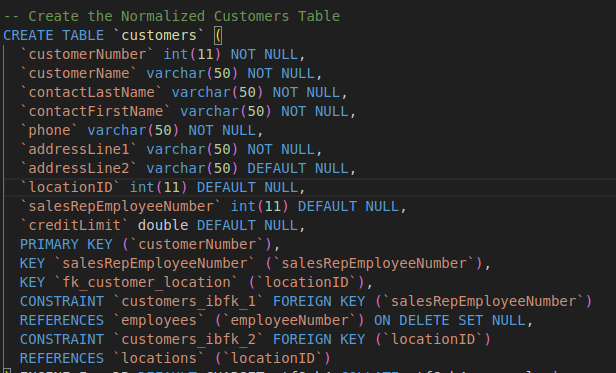 -- Create the Normalized Customers Table
CREATE TABLE `customers` (
`customerNumber` int(11) NOT NULL,
`customerName` varchar(50) NOT NULL,
`contactLastName` varchar(50) NOT NULL,
`contactFirstName` varchar(50) NOT NULL,
`phone` varchar(50) NOT NULL,
`addressLine1` varchar(50) NOT NULL,
`addressLine2` varchar(50) DEFAULT NULL,
`locationID` int(11) DEFAULT NULL,
`salesRepEmployeeNumber` int(11) DEFAULT NULL,
`creditLimit` double DEFAULT NULL,
PRIMARY KEY (`customerNumber`),
KEY `salesRepEmployeeNumber` (`salesRepEmployeeNumber`),
KEY `fk_customer_location` (`locationID`),
CONSTRAINT `customers_ibfk_1` FOREIGN KEY (`salesRepEmployeeNumber`)
REFERENCES `employees` (`employeeNumber`) ON DELETE SET NULL,
CONSTRAINT `customers_ibfk_2` FOREIGN KEY (`locationID`)
REFERENCES `locations` (`locationID`)